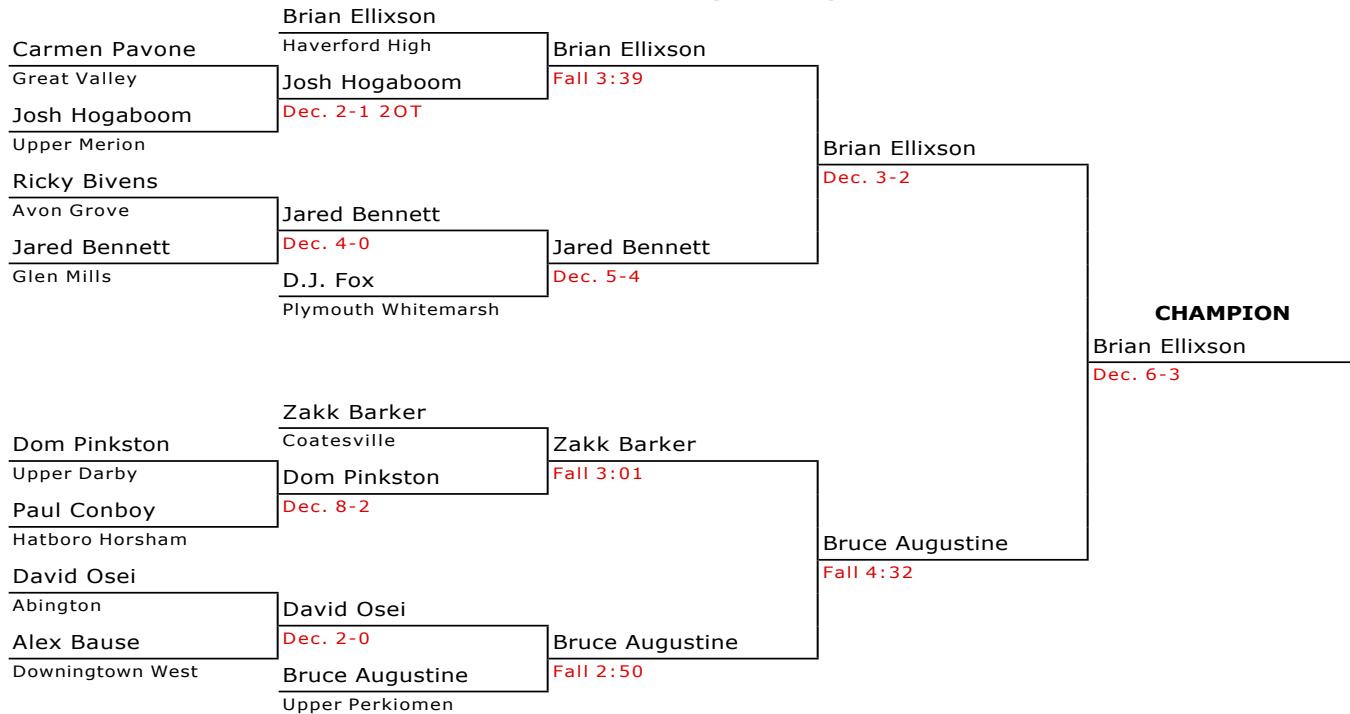 Brian Ellixson
Haverford High
Carmen Pavone
Great Valley
Josh Hogaboom
Upper Merion
Josh Hogaboom
Dec. 2-1 2OT
Brian Ellixson
Fall 3:39
Ricky Bivens
Avon Grove
Jared Bennett
Glen Mills
Jared Bennett
Dec. 4-0
D.J. Fox
Plymouth Whitemarsh
Jared Bennett
Dec. 5-4
Brian Ellixson
Dec. 3-2
CHAMPION
Brian Ellixson
Dec. 6-3
Zakk Barker
Coatesville
Dom Pinkston
Upper Darby
Paul Conboy
Hatboro Horsham
Dom Pinkston
Dec. 8-2
Zakk Barker
Fall 3:01
David Osei
Abington
Alex Bause
Downingtown West
David Osei
Dec. 2-0
Bruce Augustine
Upper Perkiomen
Bruce Augustine
Fall 2:50
Bruce Augustine
Fall 4:32